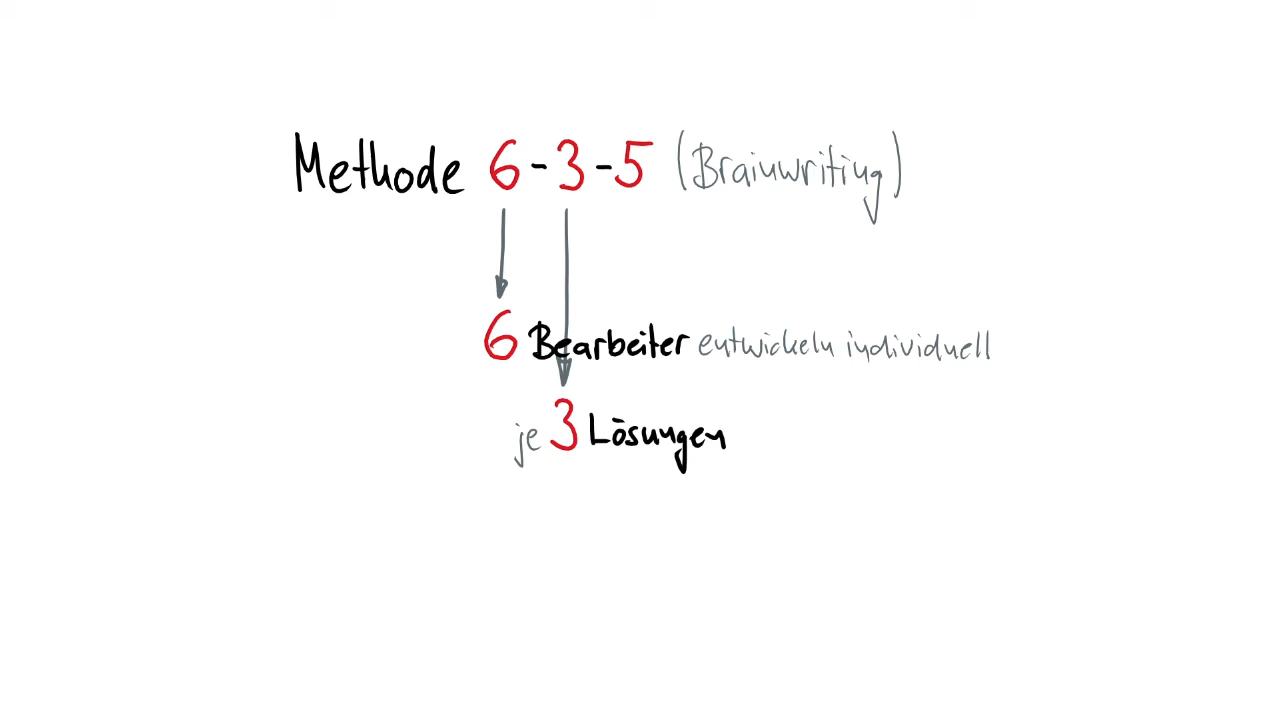 Methode 6-3-5 (Brainwriting)
6 Bearbeiter entwickeln individuell
je 3 Lösungen